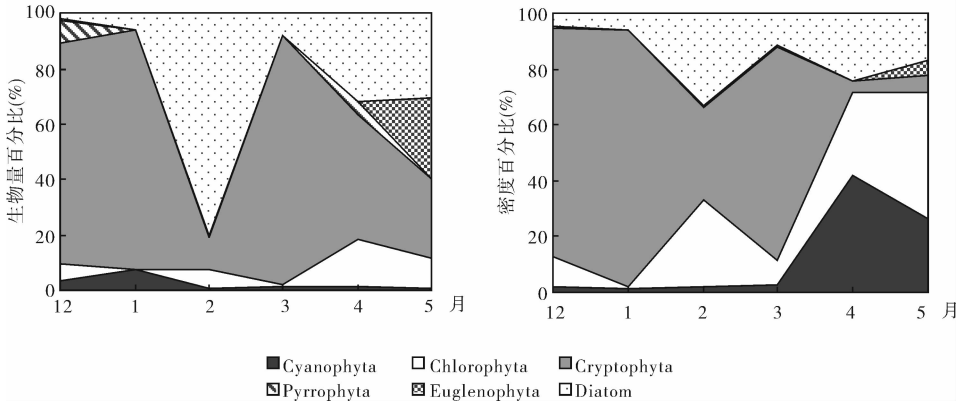 100
80
60
40
20
0
生物量百分比(%)
12 1 2 3 4 5 月
100
80
60
40
20
0
密度百分比(%)
12 1 2 3 4 5 月
Cyanophyta Chlorophyta Cryptophyta
Pyrrophyta Euglenophyta Diatom